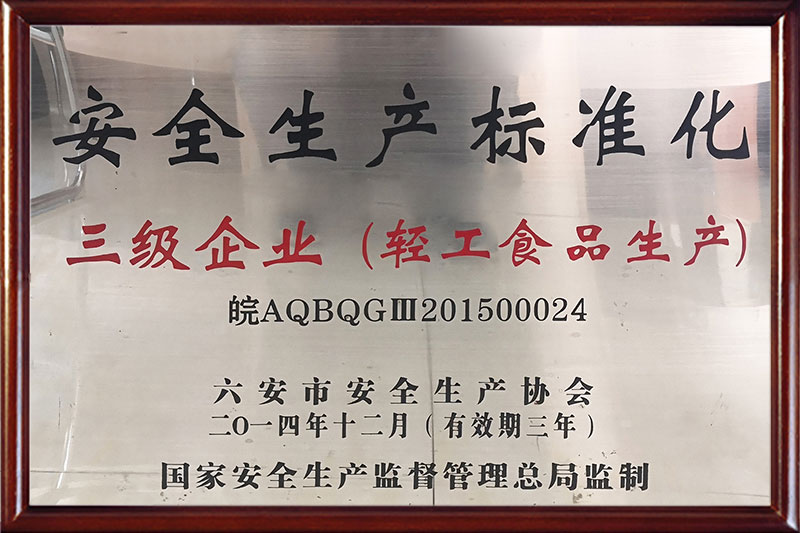 安全生产标准化
三级企业（轻工食品生产）
皖AQBQGⅢ201500024
六安市安全生产协会
二〇一四年十二月（有效期三年）
国家安全生产监督管理总局监制